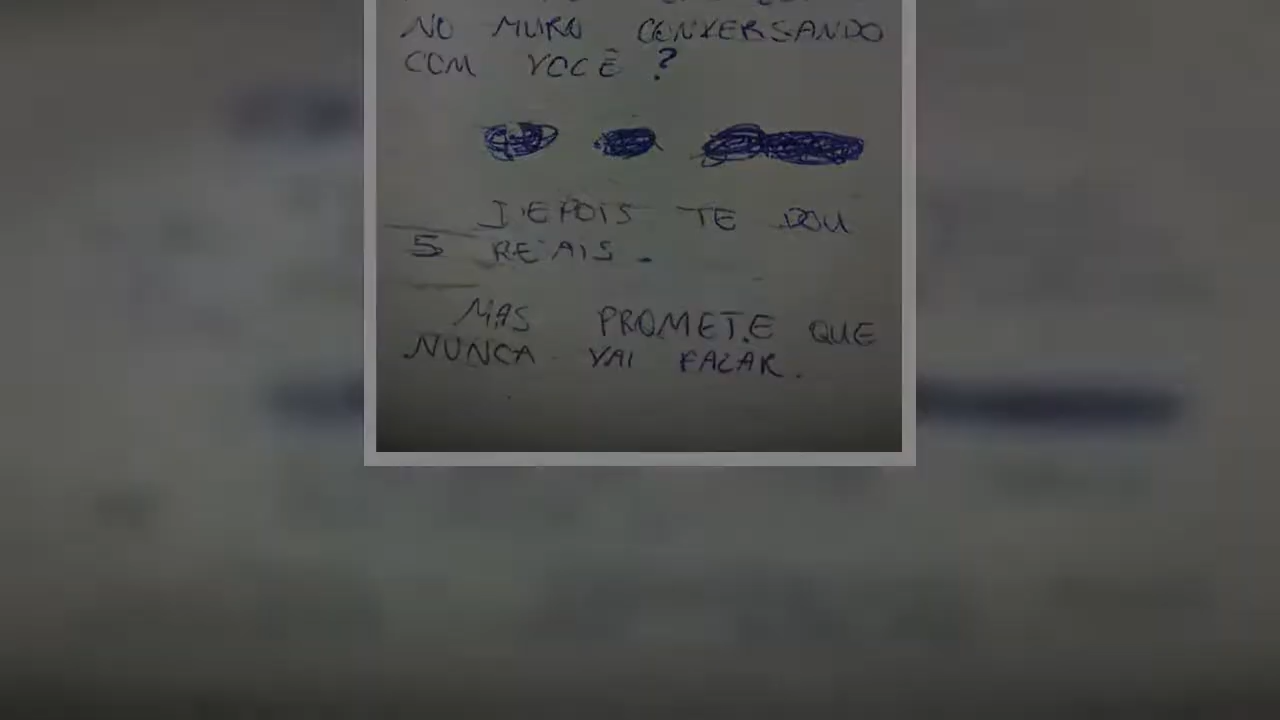 NO MURO CONVERSANDO
COM VOCÊ ?
DEPOIS TE DOU
5 REAIS.
MAS PROMETE QUE
NUNCA VAI FALAR.